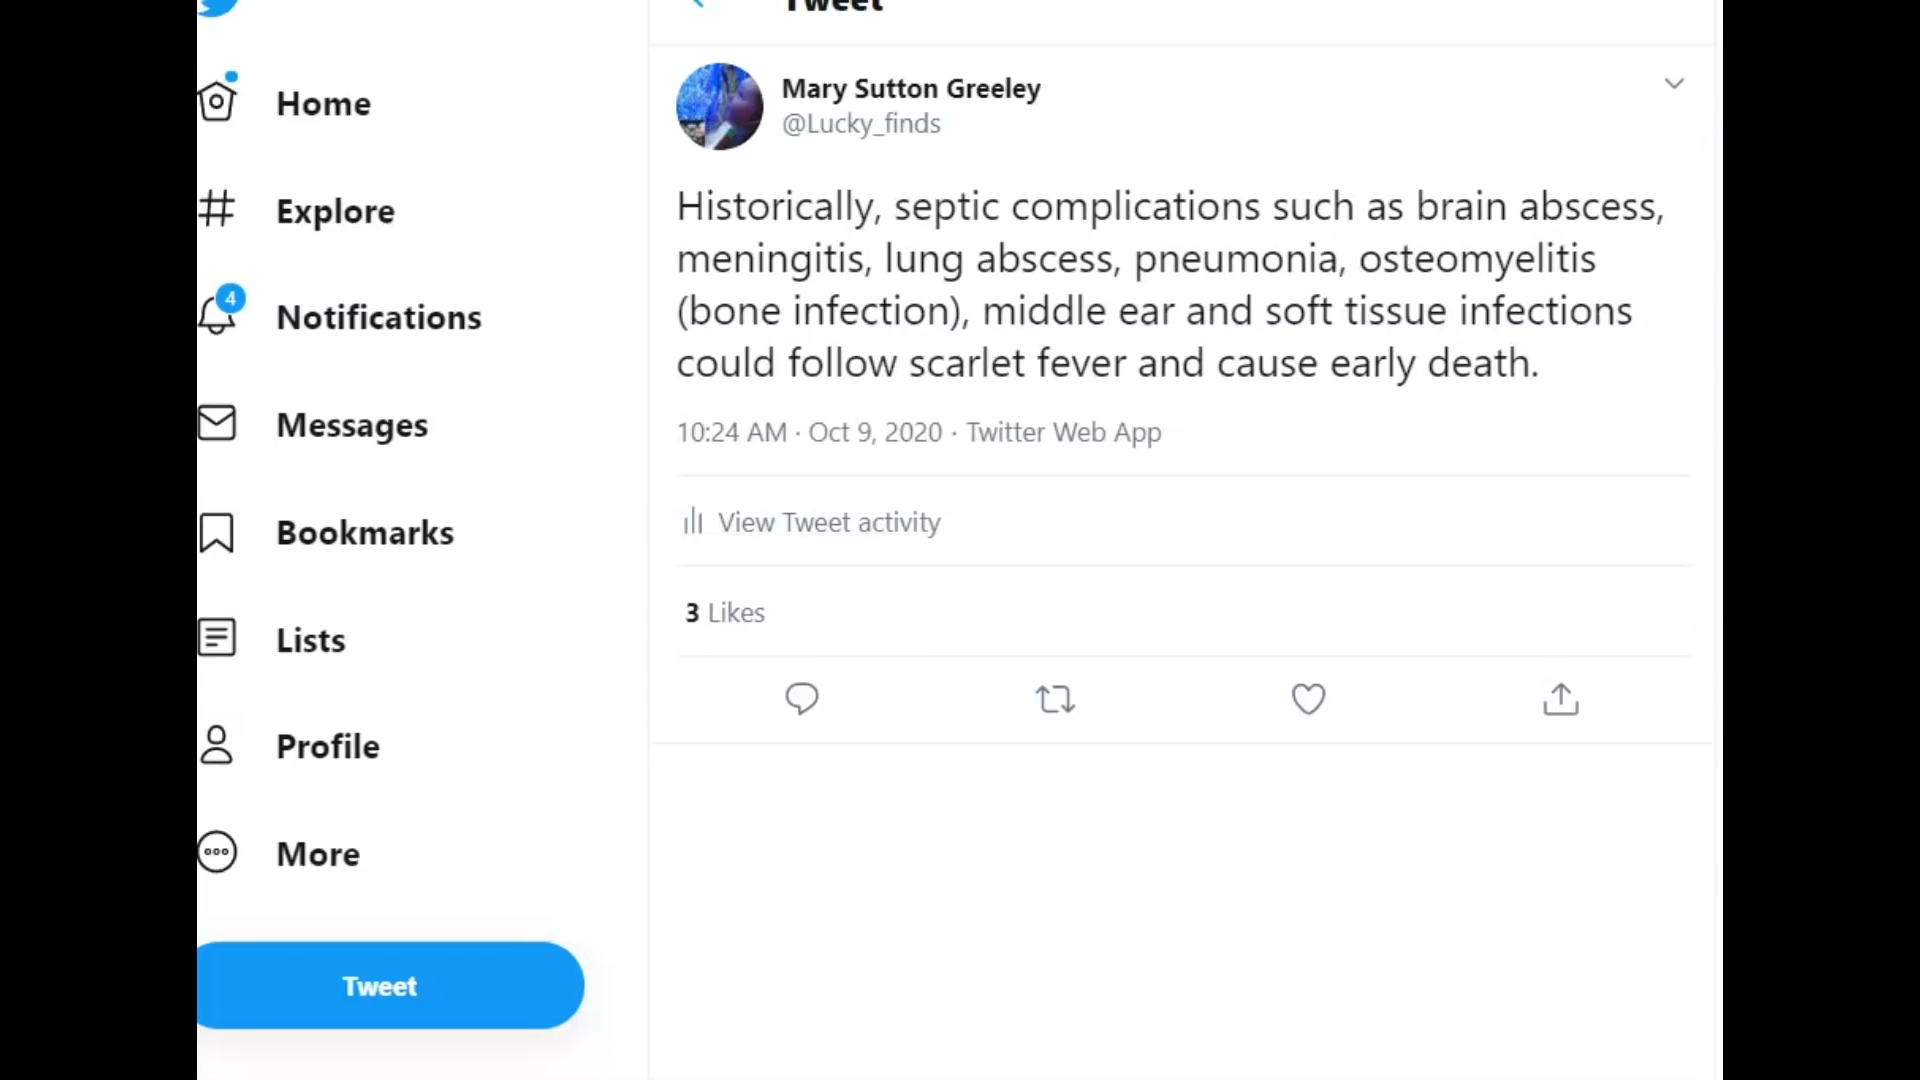 Tweet
Home
Explore
4
Notifications
Messages
Bookmarks
Lists
Profile
More
Tweet
Mary Sutton Greeley
@Lucky_finds
Historically, septic complications such as brain abscess,
meningitis, lung abscess, pneumonia, osteomyelitis
(bone infection), middle ear and soft tissue infections
could follow scarlet fever and cause early death.
10:24 AM · Oct 9, 2020 · Twitter Web App
View Tweet activity
3 Likes